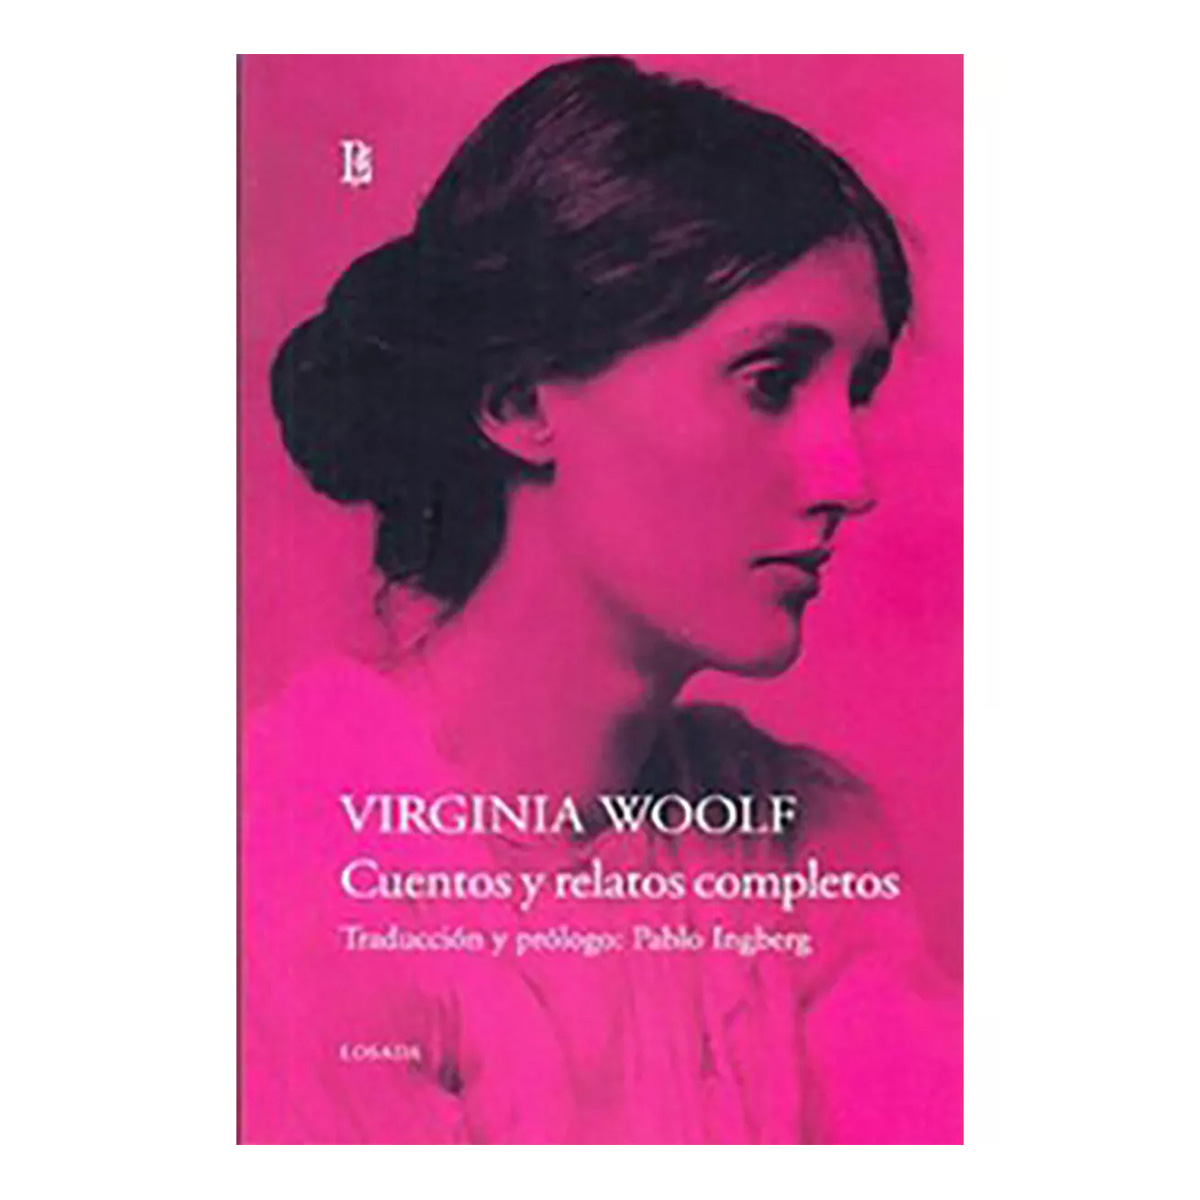 VIRGINIA WOOLF
Cuentos y relatos completos
Traducción y prólogo: Pablo Ingberg
LOSADA